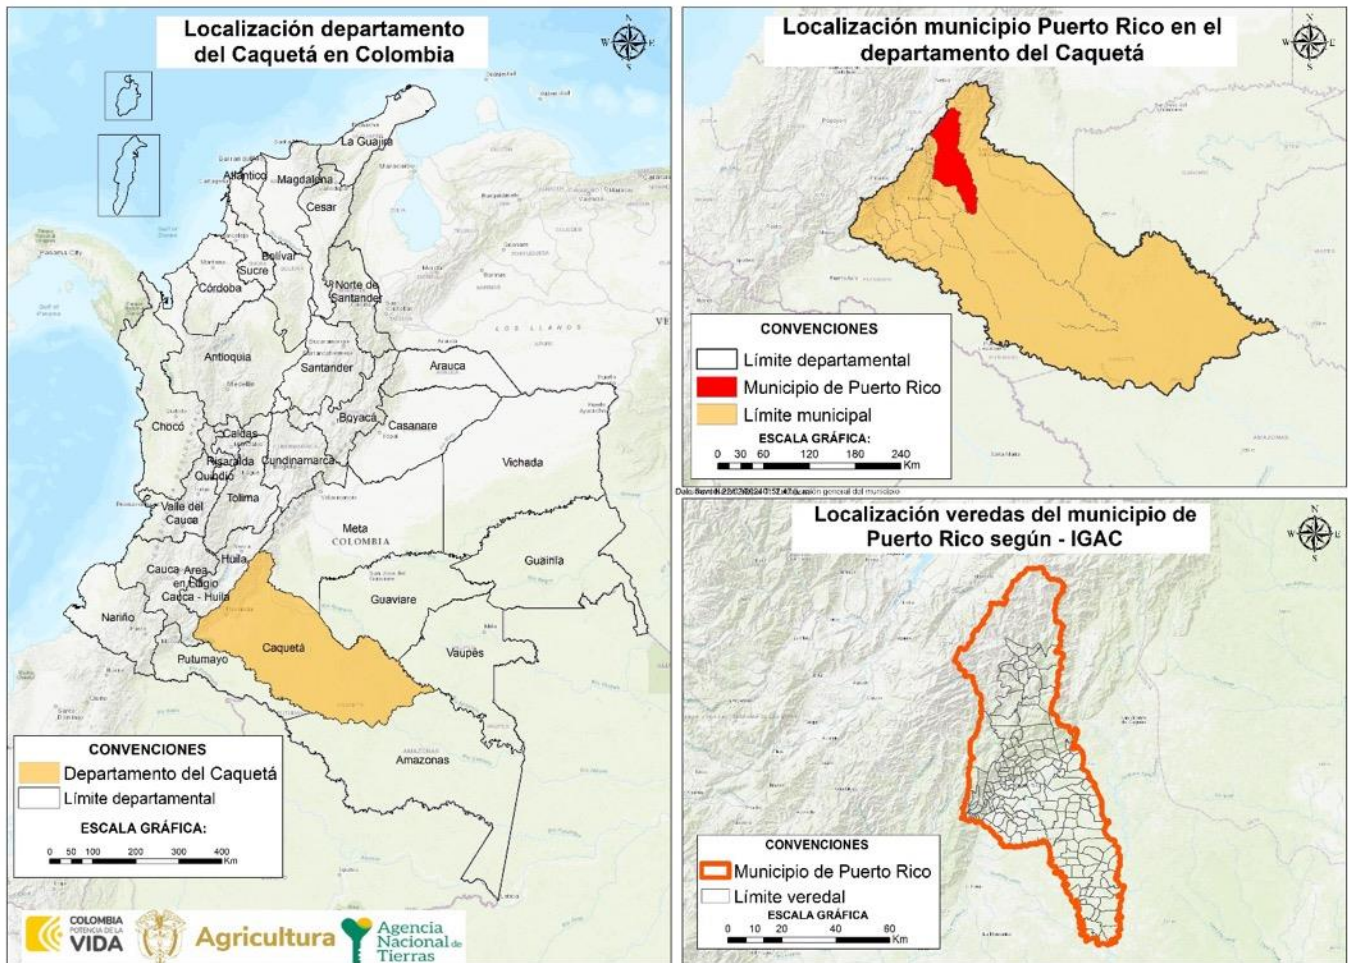 Localización departamento
del Caquetá en Colombia
N
W
E
S
La Guajira
Atlántico
Magdalena
Cesar
Bolívar
Sucre
Córdoba
Norte de
Santander
Antioquia
Santander
Arauca
Boyacá
Casanare
Chocó
Caldas
Risaralda
Quindío
Cundinamarca
Vichada
Tolima
Valle del
Cauca
Meta
COLOMBIA
Huila
Guainía
Cauca
Area
en Litigio
Cauca - Huila
Guaviare
Nariño
Caquetá
Vaupés
Putumayo
Amazonas
Panama City
Medellín
LOS LLANOS
CONVENCIONES
Departamento del Caquetá
Límite departamental
ESCALA GRÁFICA:
0 50 100 200 300 400
Km
COLOMBIA
POTENCIA DE LA
VIDA
Agricultura
Agencia
Nacional de
Tierras
Localización municipio Puerto Rico en el
departamento del Caquetá
N
W
E
S
CONVENCIONES
Límite departamental
Municipio de Puerto Rico
Límite municipal
ESCALA GRÁFICA:
0 30 60 120 180 240
Km
Localización veredas del municipio de
Puerto Rico según - IGAC
N
W
E
S
CONVENCIONES
Municipio de Puerto Rico
Límite veredal
ESCALA GRÁFICA
0 10 20 40 60
Km